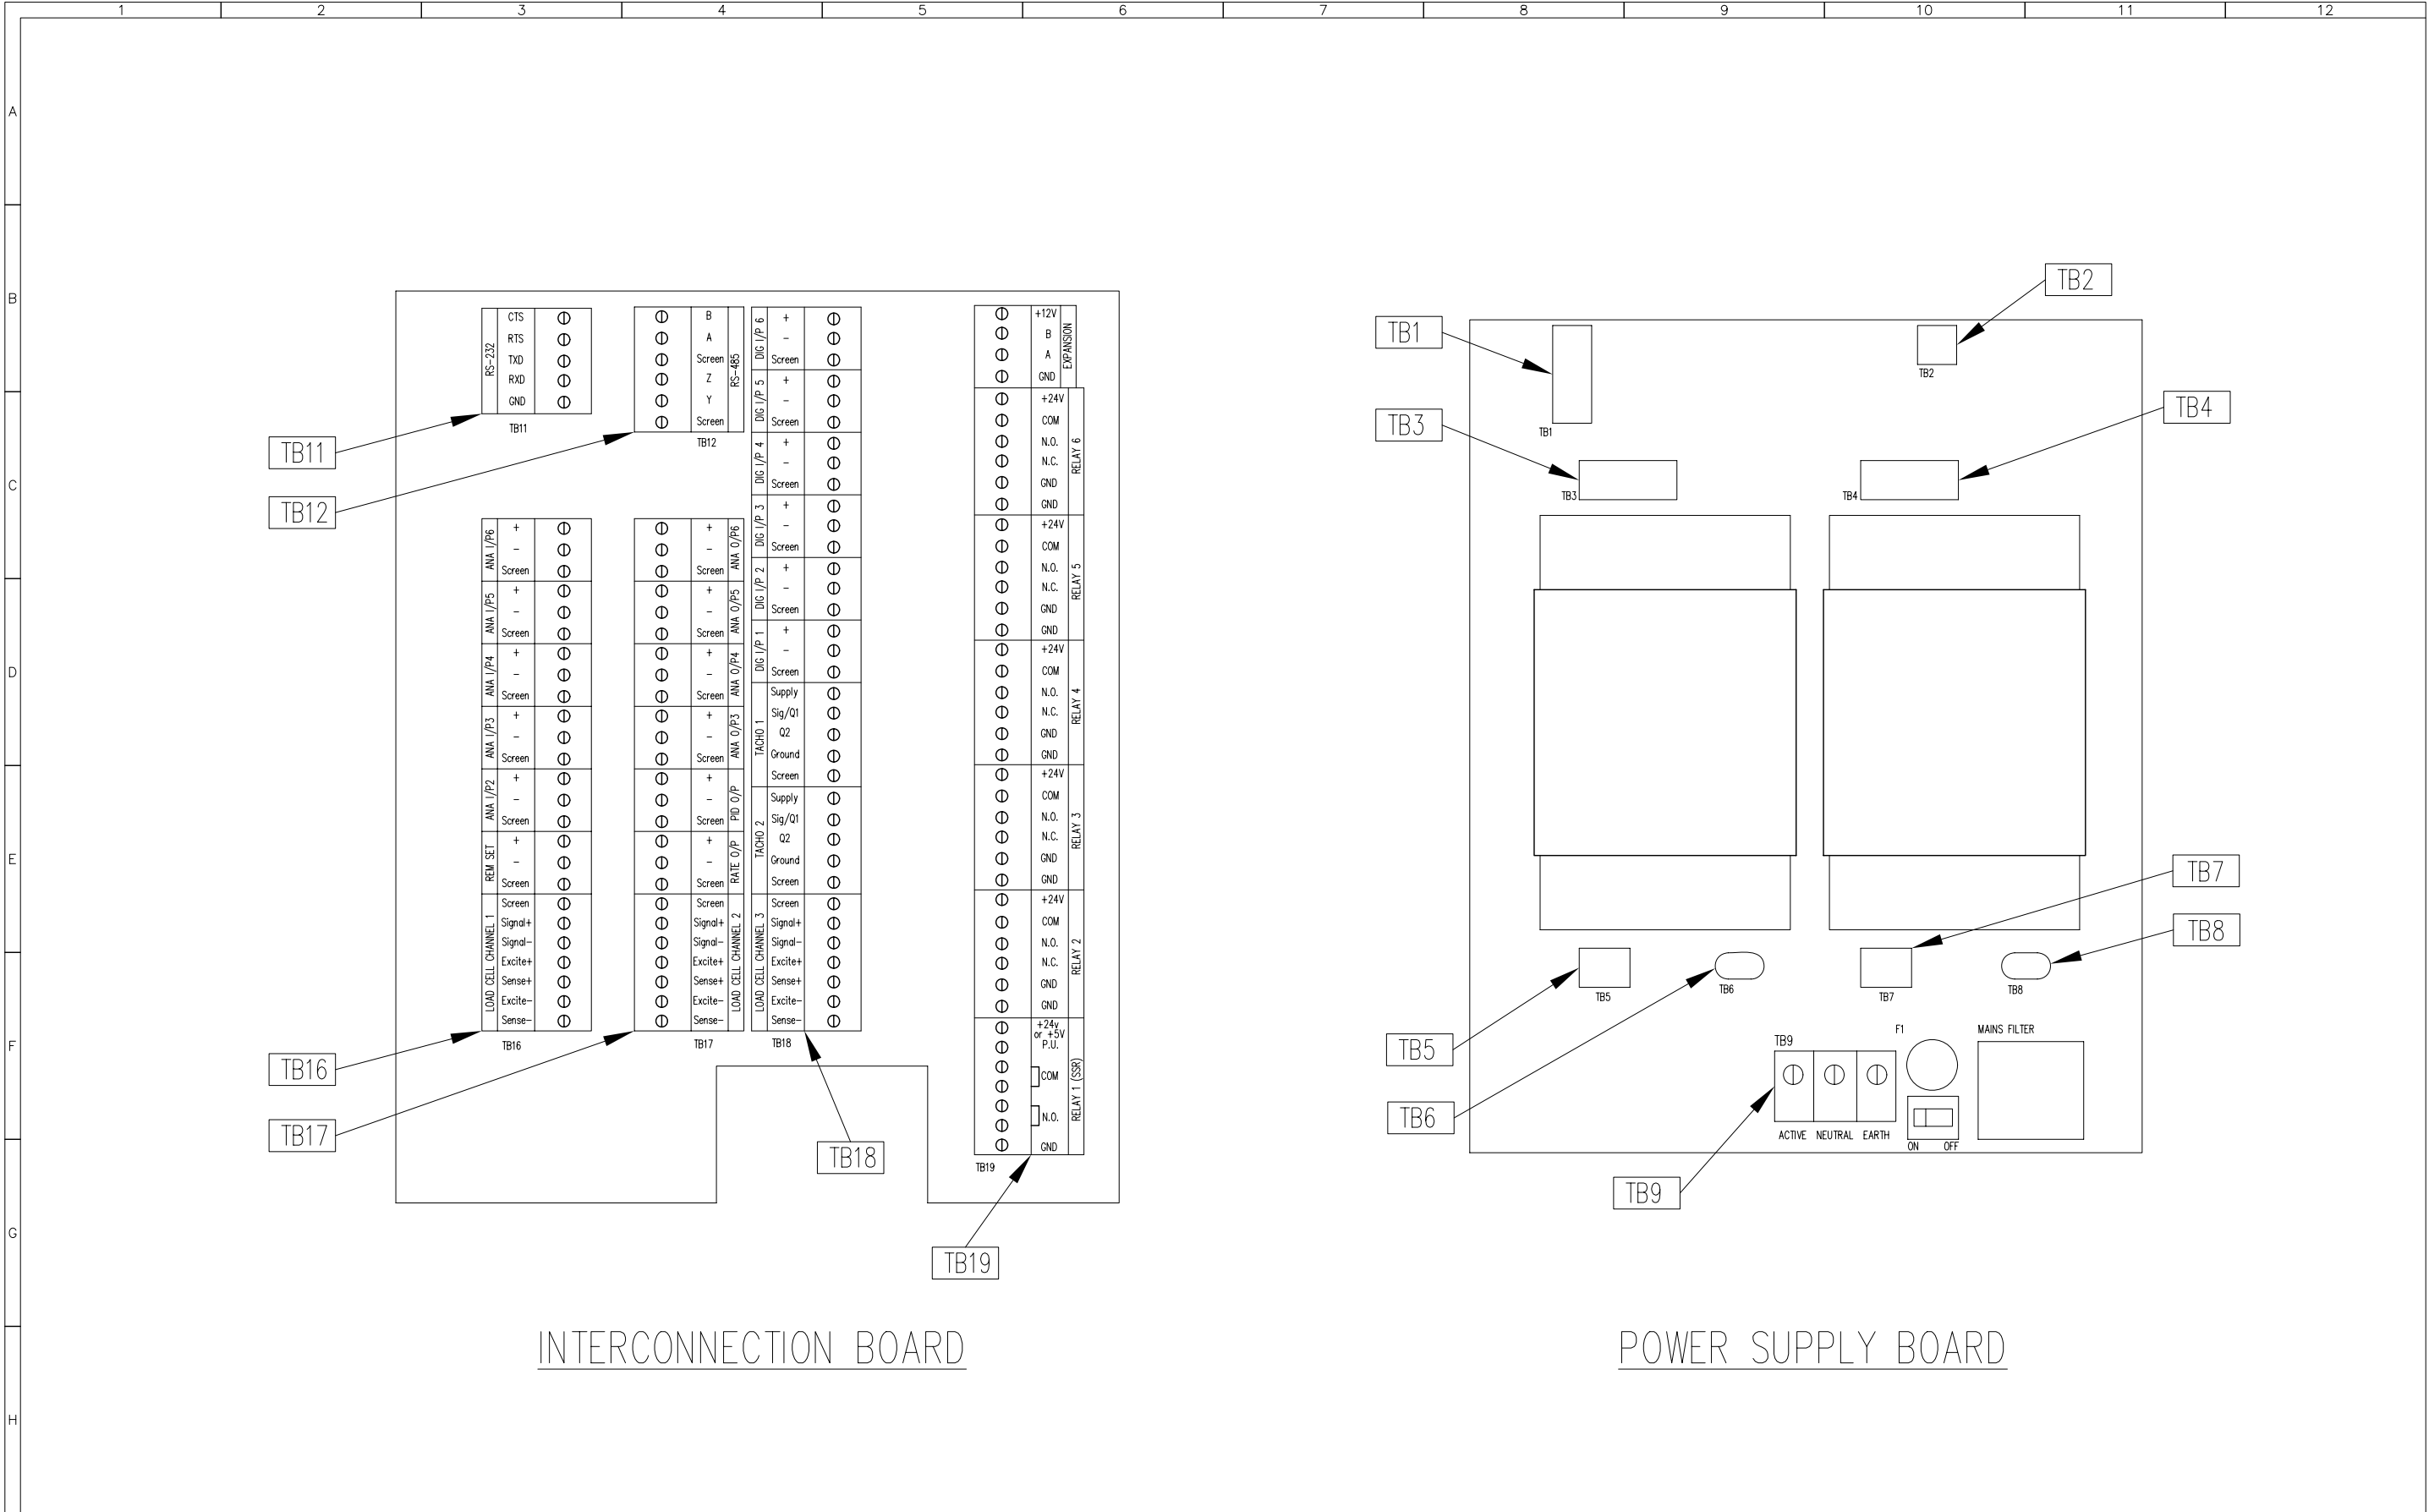 1 2 3 4 5 6 7 8 9 10 11 12
A
B
C
D
E
F
G
H
TB11
TB12
TB16
TB17
TB18
TB19
RS-232
CTS
RTS
TXD
RXD
GND
TB11
B
A
Screen
Z
Y
Screen
RS-485
TB12
ANA I/P6
+
-
Screen
ANA I/P5
+
-
Screen
ANA I/P4
+
-
Screen
ANA I/P3
+
-
Screen
ANA I/P2
+
-
Screen
REM SET
+
-
Screen
LOAD CELL CHANNEL 1
Screen
Signal+
Signal-
Excite+
Sense+
Excite-
Sense-
TB16
+
-
Screen
ANA O/P6
+
-
Screen
ANA O/P5
+
-
Screen
ANA O/P4
+
-
Screen
ANA O/P3
+
-
Screen
PID O/P
+
-
Screen
RATE O/P
Screen
Signal+
Signal-
Excite+
Sense+
Excite-
Sense-
LOAD CELL CHANNEL 2
TB17
DIG I/P 6
+
-
Screen
DIG I/P 5
+
-
Screen
DIG I/P 4
+
-
Screen
DIG I/P 3
+
-
Screen
DIG I/P 2
+
-
Screen
DIG I/P 1
+
-
Screen
TACHO 1
Supply
Sig/Q1
Q2
Ground
Screen
TACHO 2
Supply
Sig/Q1
Q2
Ground
Screen
LOAD CELL CHANNEL 3
Screen
Signal+
Signal-
Excite+
Sense+
Excite-
Sense-
TB18
+12V
B
A
GND
EXPANSION
+24V
COM
N.O.
N.C.
GND
GND
RELAY 6
+24V
COM
N.O.
N.C.
GND
GND
RELAY 5
+24V
COM
N.O.
N.C.
GND
GND
RELAY 4
+24V
COM
N.O.
N.C.
GND
GND
RELAY 3
+24V
COM
N.O.
N.C.
GND
GND
RELAY 2
+24v
or +5V
P.U.
COM
N.O.
GND
RELAY 1 (SSR)
TB19
INTERCONNECTION BOARD
TB1
TB2
TB3
TB4
TB5
TB6
TB7
TB8
TB9
TB1
TB2
TB3
TB4
TB5
TB6
TB7
TB8
TB9
F1
MAINS FILTER
ACTIVE NEUTRAL EARTH
ON OFF
POWER SUPPLY BOARD